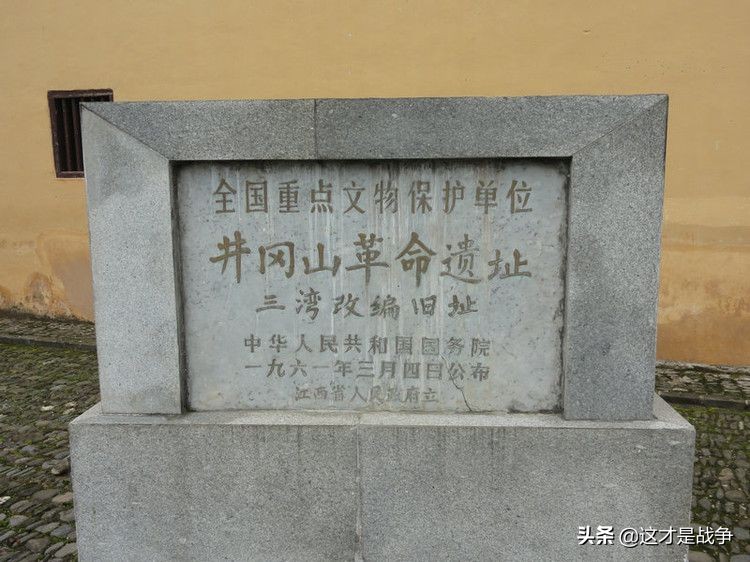 全国重点文物保护单位
井冈山革命遗址
三湾改编旧址
中华人民共和国国务院
一九六一年三月四日公布
江西省人民政府立
头条 @这才是战争